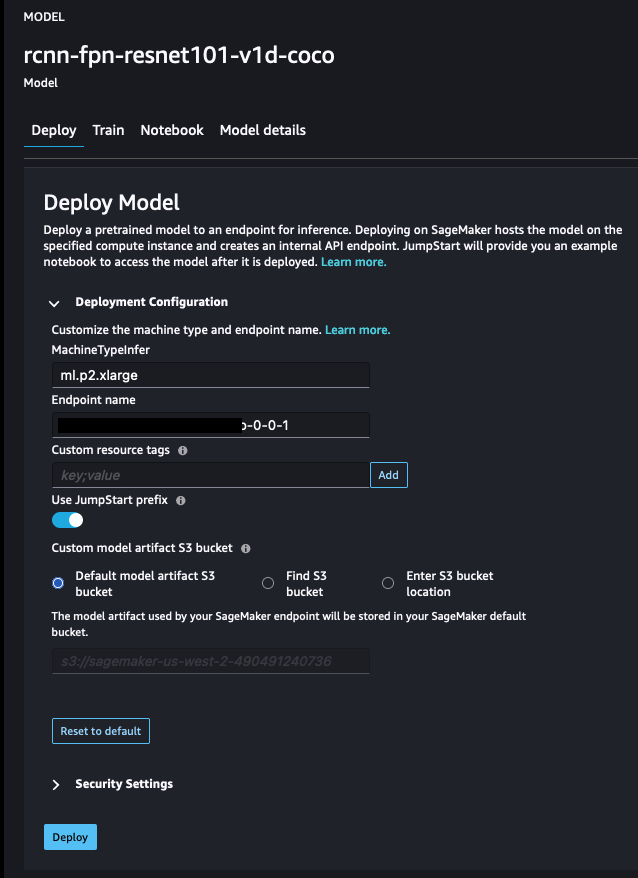 MODEL
rcnn-fpn-resnet101-v1d-coco
Model
Deploy Train Notebook Model details
Deploy Model
Deploy a pretrained model to an endpoint for inference. Deploying on SageMaker hosts the model on the
specified compute instance and creates an internal API endpoint. JumpStart will provide you an example
notebook to access the model after it is deployed. Learn more.
Deployment Configuration
Customize the machine type and endpoint name. Learn more.
MachineTypeInfer
ml.p2.xlarge
Endpoint name
-0-0-1
Custom resource tags
key;value
Add
Use JumpStart prefix
Custom model artifact S3 bucket
Default model artifact S3
bucket
Find S3
bucket
Enter S3 bucket
location
The model artifact used by your SageMaker endpoint will be stored in your SageMaker default
bucket.
s3://sagemaker-us-west-2-490491240736
Reset to default
Security Settings
Deploy